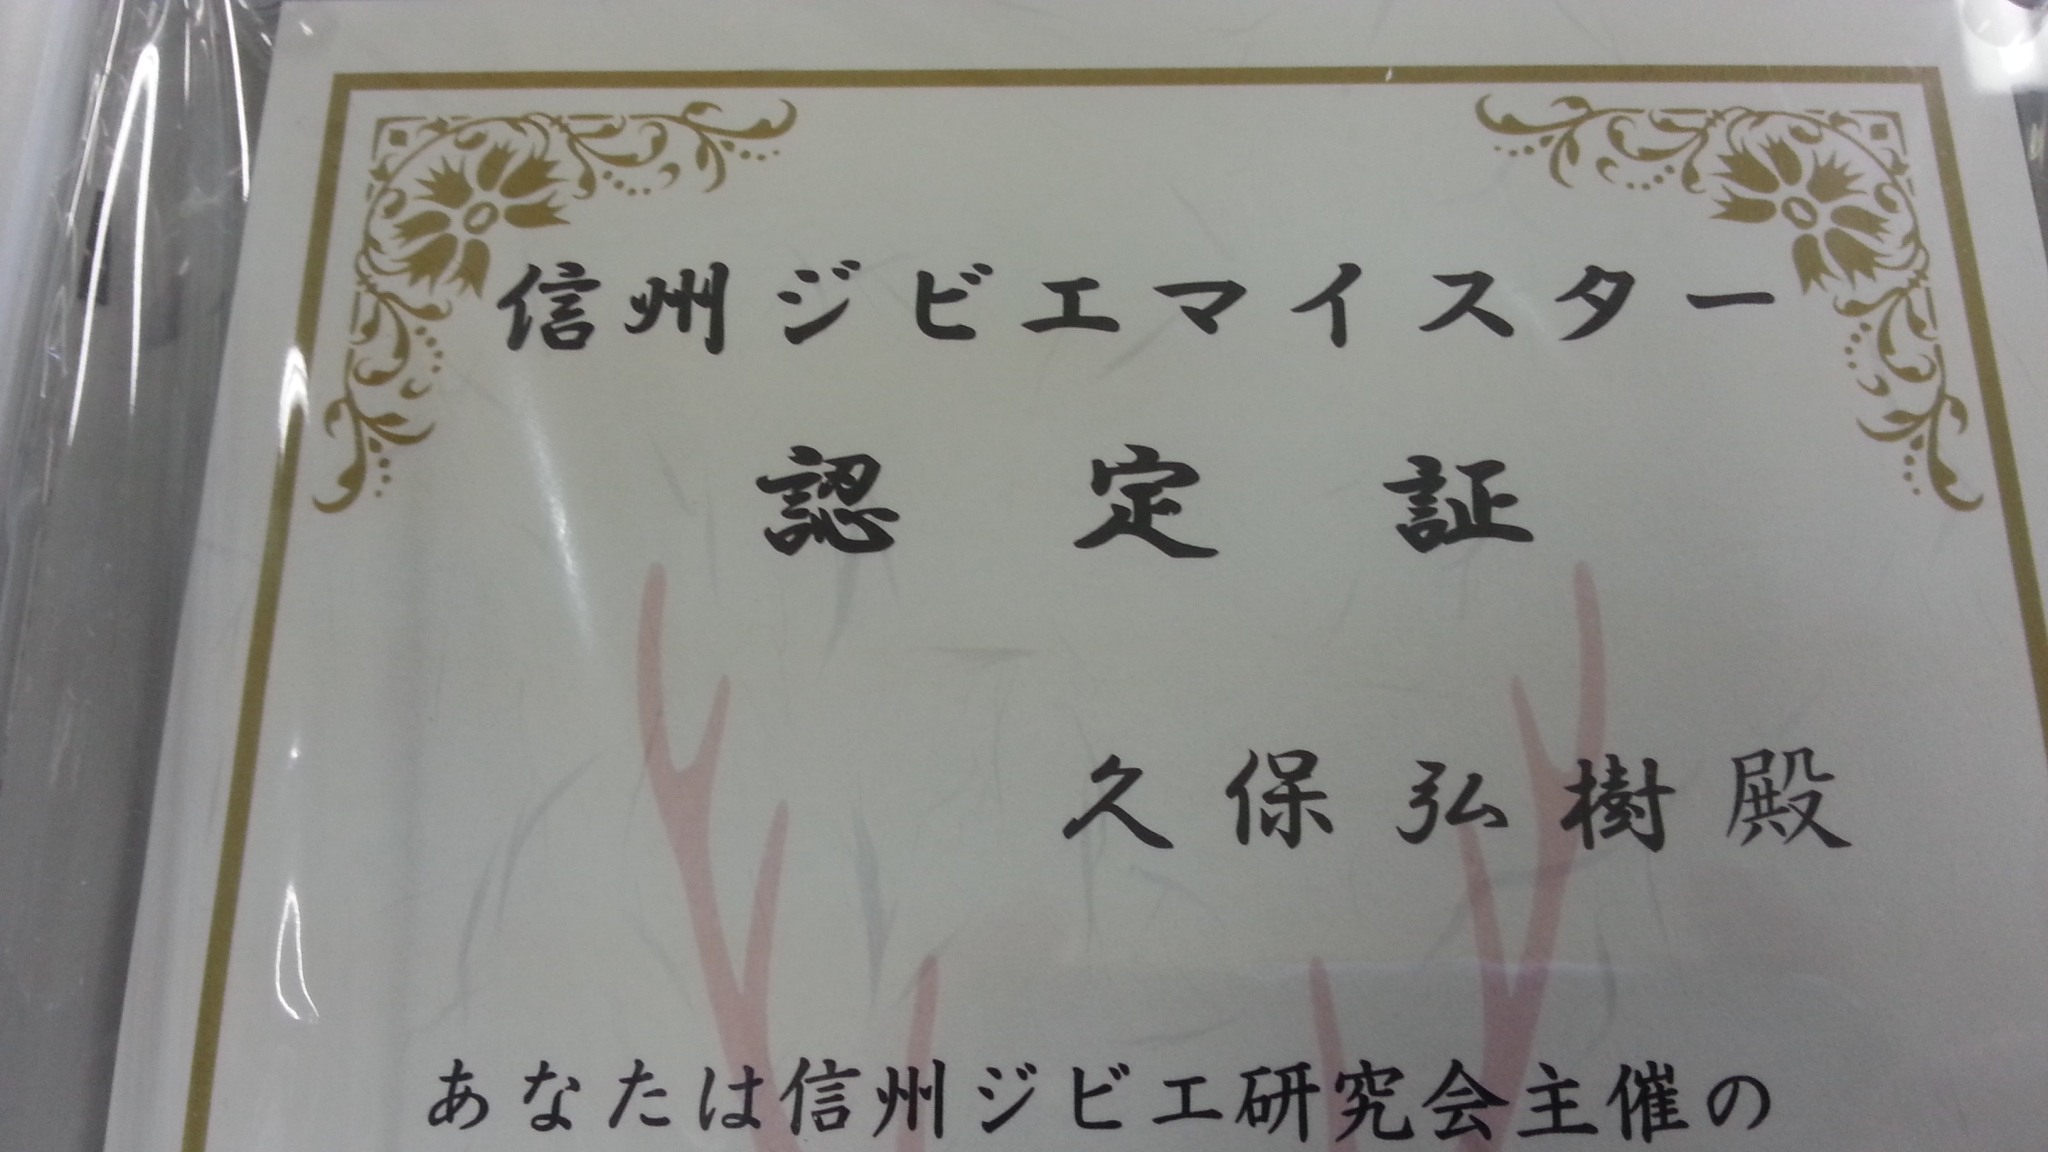 信州ジビエマイスター
認定証
久保弘樹殿
あなたは信州ジビエ研究会主催の